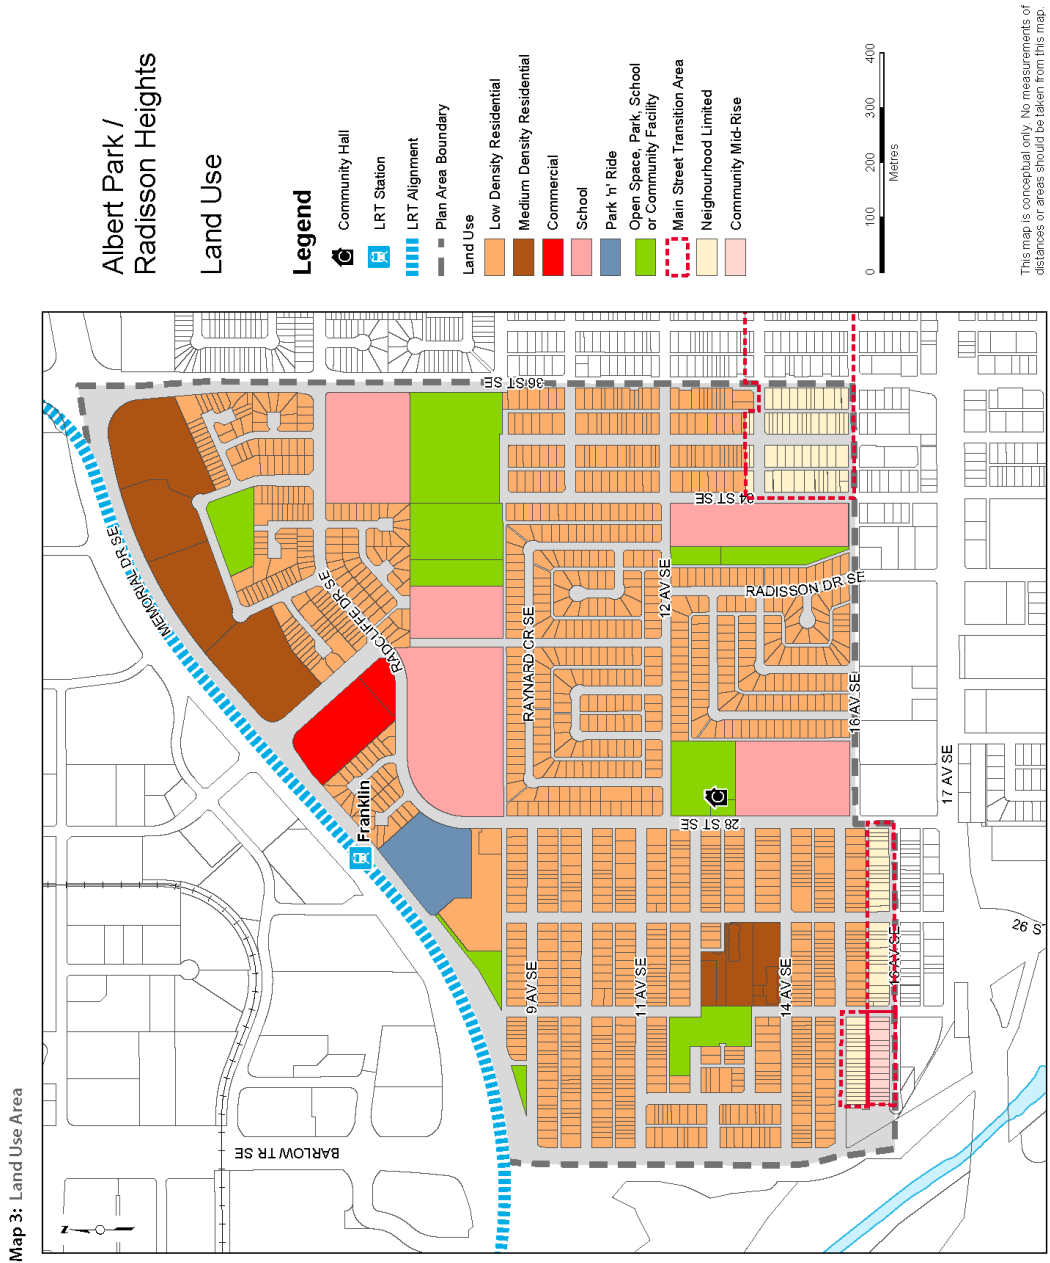 Map 3: Land Use Area
Albert Park /
Radisson Heights
Land Use
Legend
Community Hall
LRT Station
LRT Alignment
Plan Area Boundary
Land Use
Low Density Residential
Medium Density Residential
Commercial
School
Park 'n' Ride
Open Space, Park, School
or Community Facility
Main Street Transition Area
Neighourhood Limited
Community Mid-Rise
0 100 200 300 400
Metres
This map is conceptual only. No measurements of
distances or areas should be taken from this map.
N
MEMORIAL DR SE
RADCLIFFE DR SE
36 ST SE
34 ST SE
Franklin
RAYNARD CR SE
12 AV SE
RADISSON DR SE
16 AV SE
28 ST SE
17 AV SE
26 S
9 AV SE
11 AV SE
14 AV SE
AV SE
BARLOW TR SE